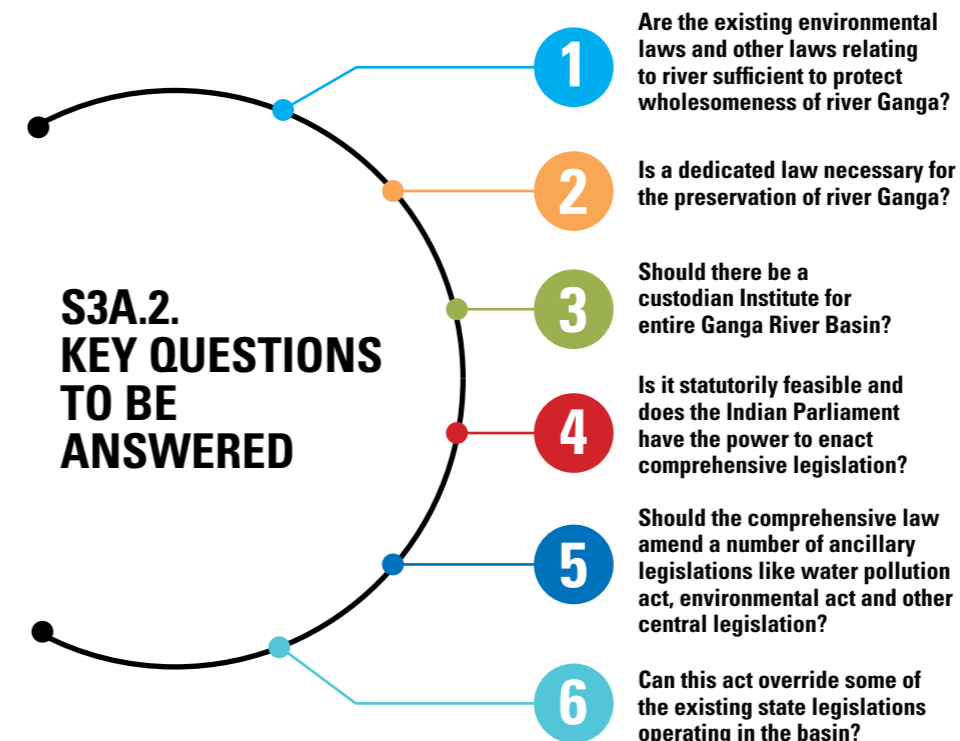 S3A.2.
KEY QUESTIONS
TO BE
ANSWERED
1
Are the existing environmental
laws and other laws relating
to river sufficient to protect
wholesomeness of river Ganga?
2
Is a dedicated law necessary for
the preservation of river Ganga?
3
Should there be a
custodian Institute for
entire Ganga River Basin?
4
Is it statutorily feasible and
does the Indian Parliament
have the power to enact
comprehensive legislation?
5
Should the comprehensive law
amend a number of ancillary
legislations like water pollution
act, environmental act and other
central legislation?
6
Can this act override some of
the existing state legislations
operating in the basin?